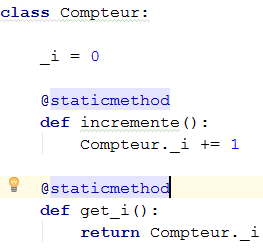 class Compteur:
_i = 0
@staticmethod
def incremente():
Compteur._i += 1
@staticmethod
def get_i():
return Compteur._i